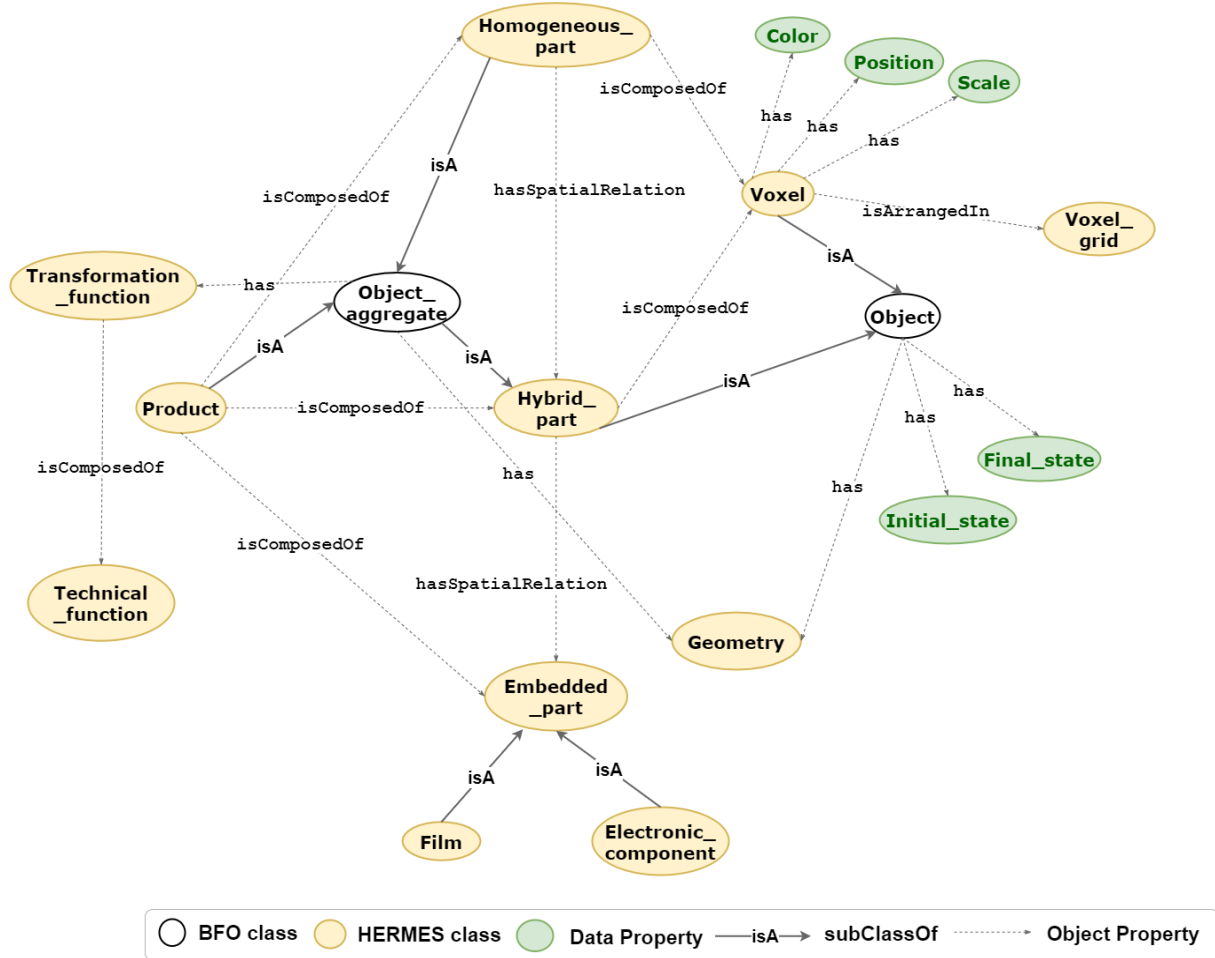 Homogeneous_
part
Color
Position
Scale
isComposedOf
has
has
has
isA
hasSpatialRelation
isComposedOf
Voxel
isArrangedIn
Voxel_
grid
isA
Transformation
_function
has
Object_
aggregate
isComposedOf
Object
isA
isA
isA
Product
isComposedOf
Hybrid_
part
has
has
isComposedOf
has
has
Final_state
Initial_state
isComposedOf
hasSpatialRelation
Technical
_function
Geometry
Embedded
_part
isA
isA
Film
Electronic_
component
BFO class
HERMES class
Data Property
isA
subClassOf
Object Property